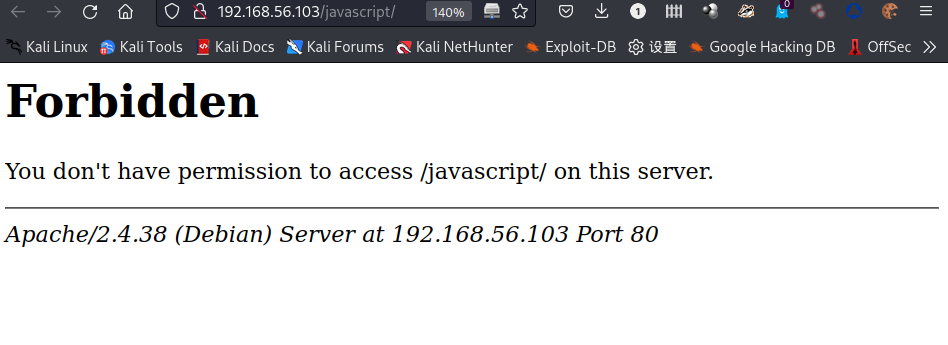 192.168.56.103/javascript/ 140% 1 0
Kali Linux Kali Tools Kali Docs Kali Forums Kali NetHunter Exploit-DB 设置 Google Hacking DB OffSec
Forbidden
You don't have permission to access /javascript/ on this server.
Apache/2.4.38 (Debian) Server at 192.168.56.103 Port 80